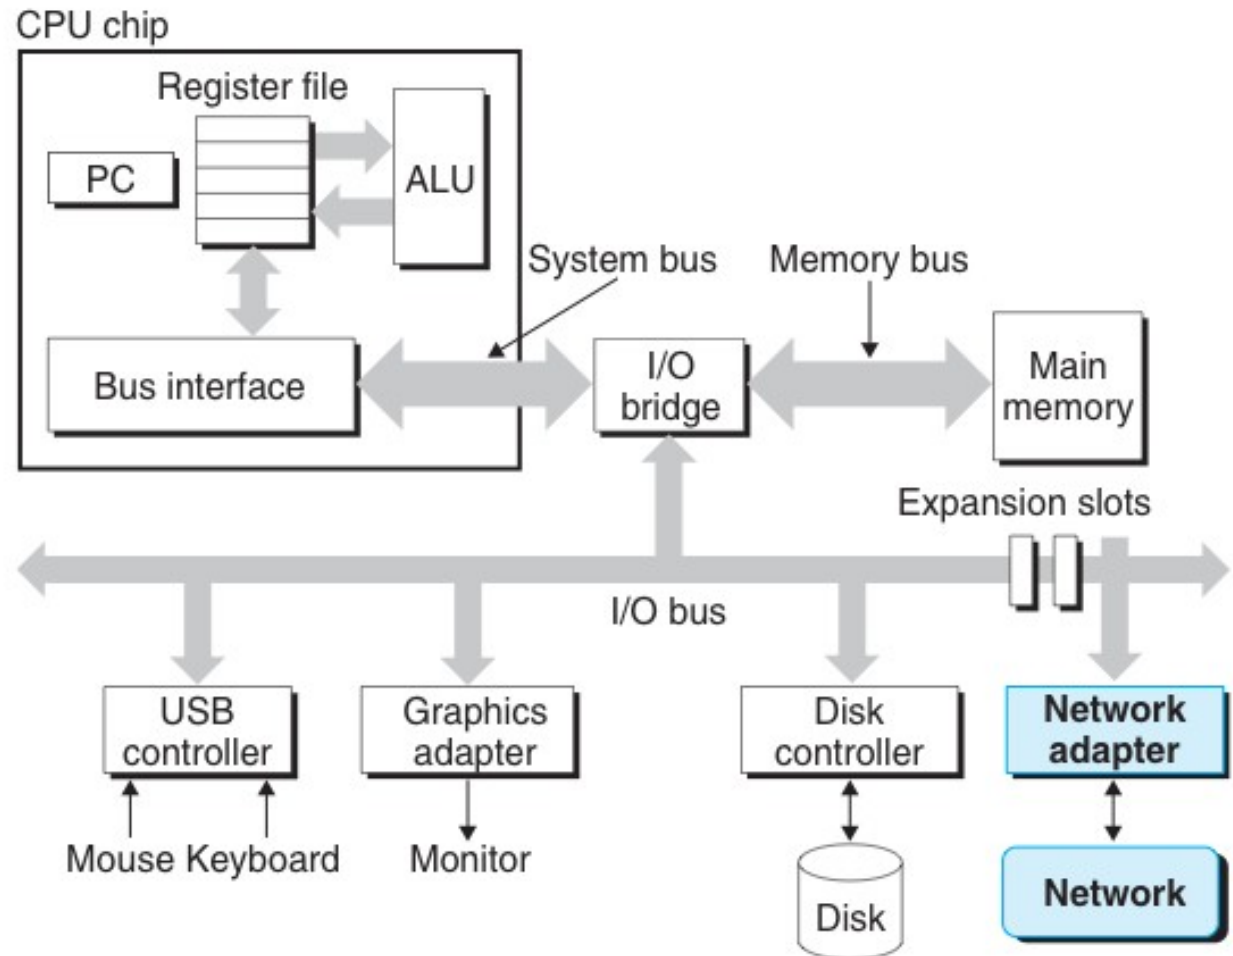 CPU chip
Register file
PC
ALU
System bus
Memory bus
Bus interface
I/O
bridge
Main
memory
Expansion slots
I/O bus
USB
controller
Graphics
adapter
Disk
controller
Network
adapter
Mouse Keyboard
Monitor
Disk
Network